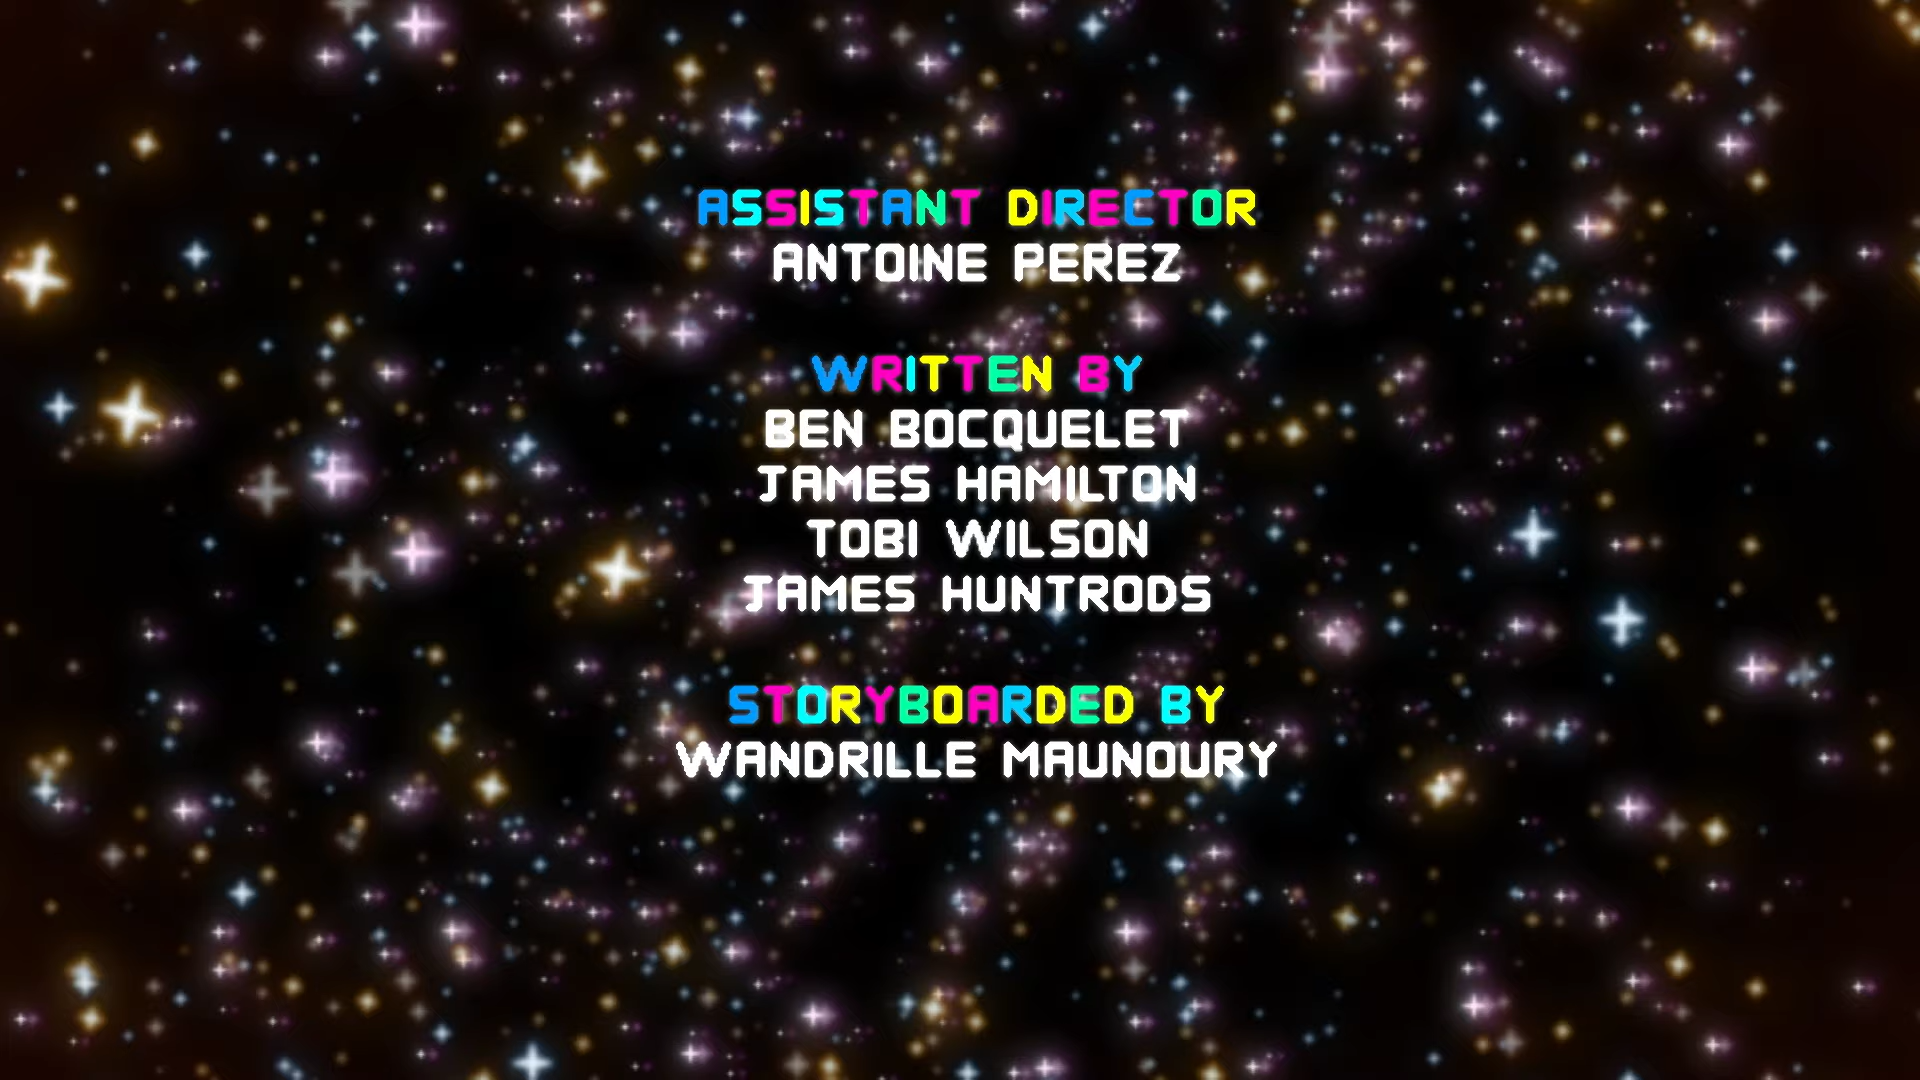 ASSISTANT DIRECTOR
ANTOINE PEREZ
WRITTEN BY
BEN BOCQUELET
JAMES HAMILTON
TOBI WILSON
JAMES HUNTRODS
STORYBOARDED BY
WANDRILLE MAUNOURY